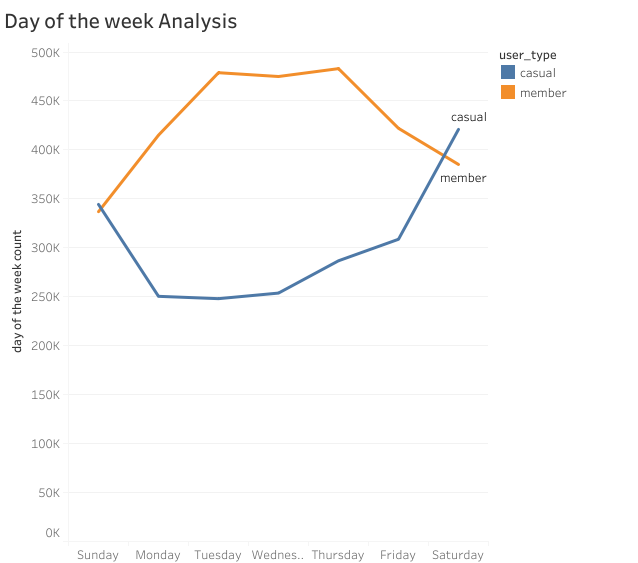 Day of the week Analysis
user_type
casual
member
casual
member
day of the week count
500K
450K
400K
350K
300K
250K
200K
150K
100K
50K
0K
Sunday Monday Tuesday Wednes.. Thursday Friday Saturday